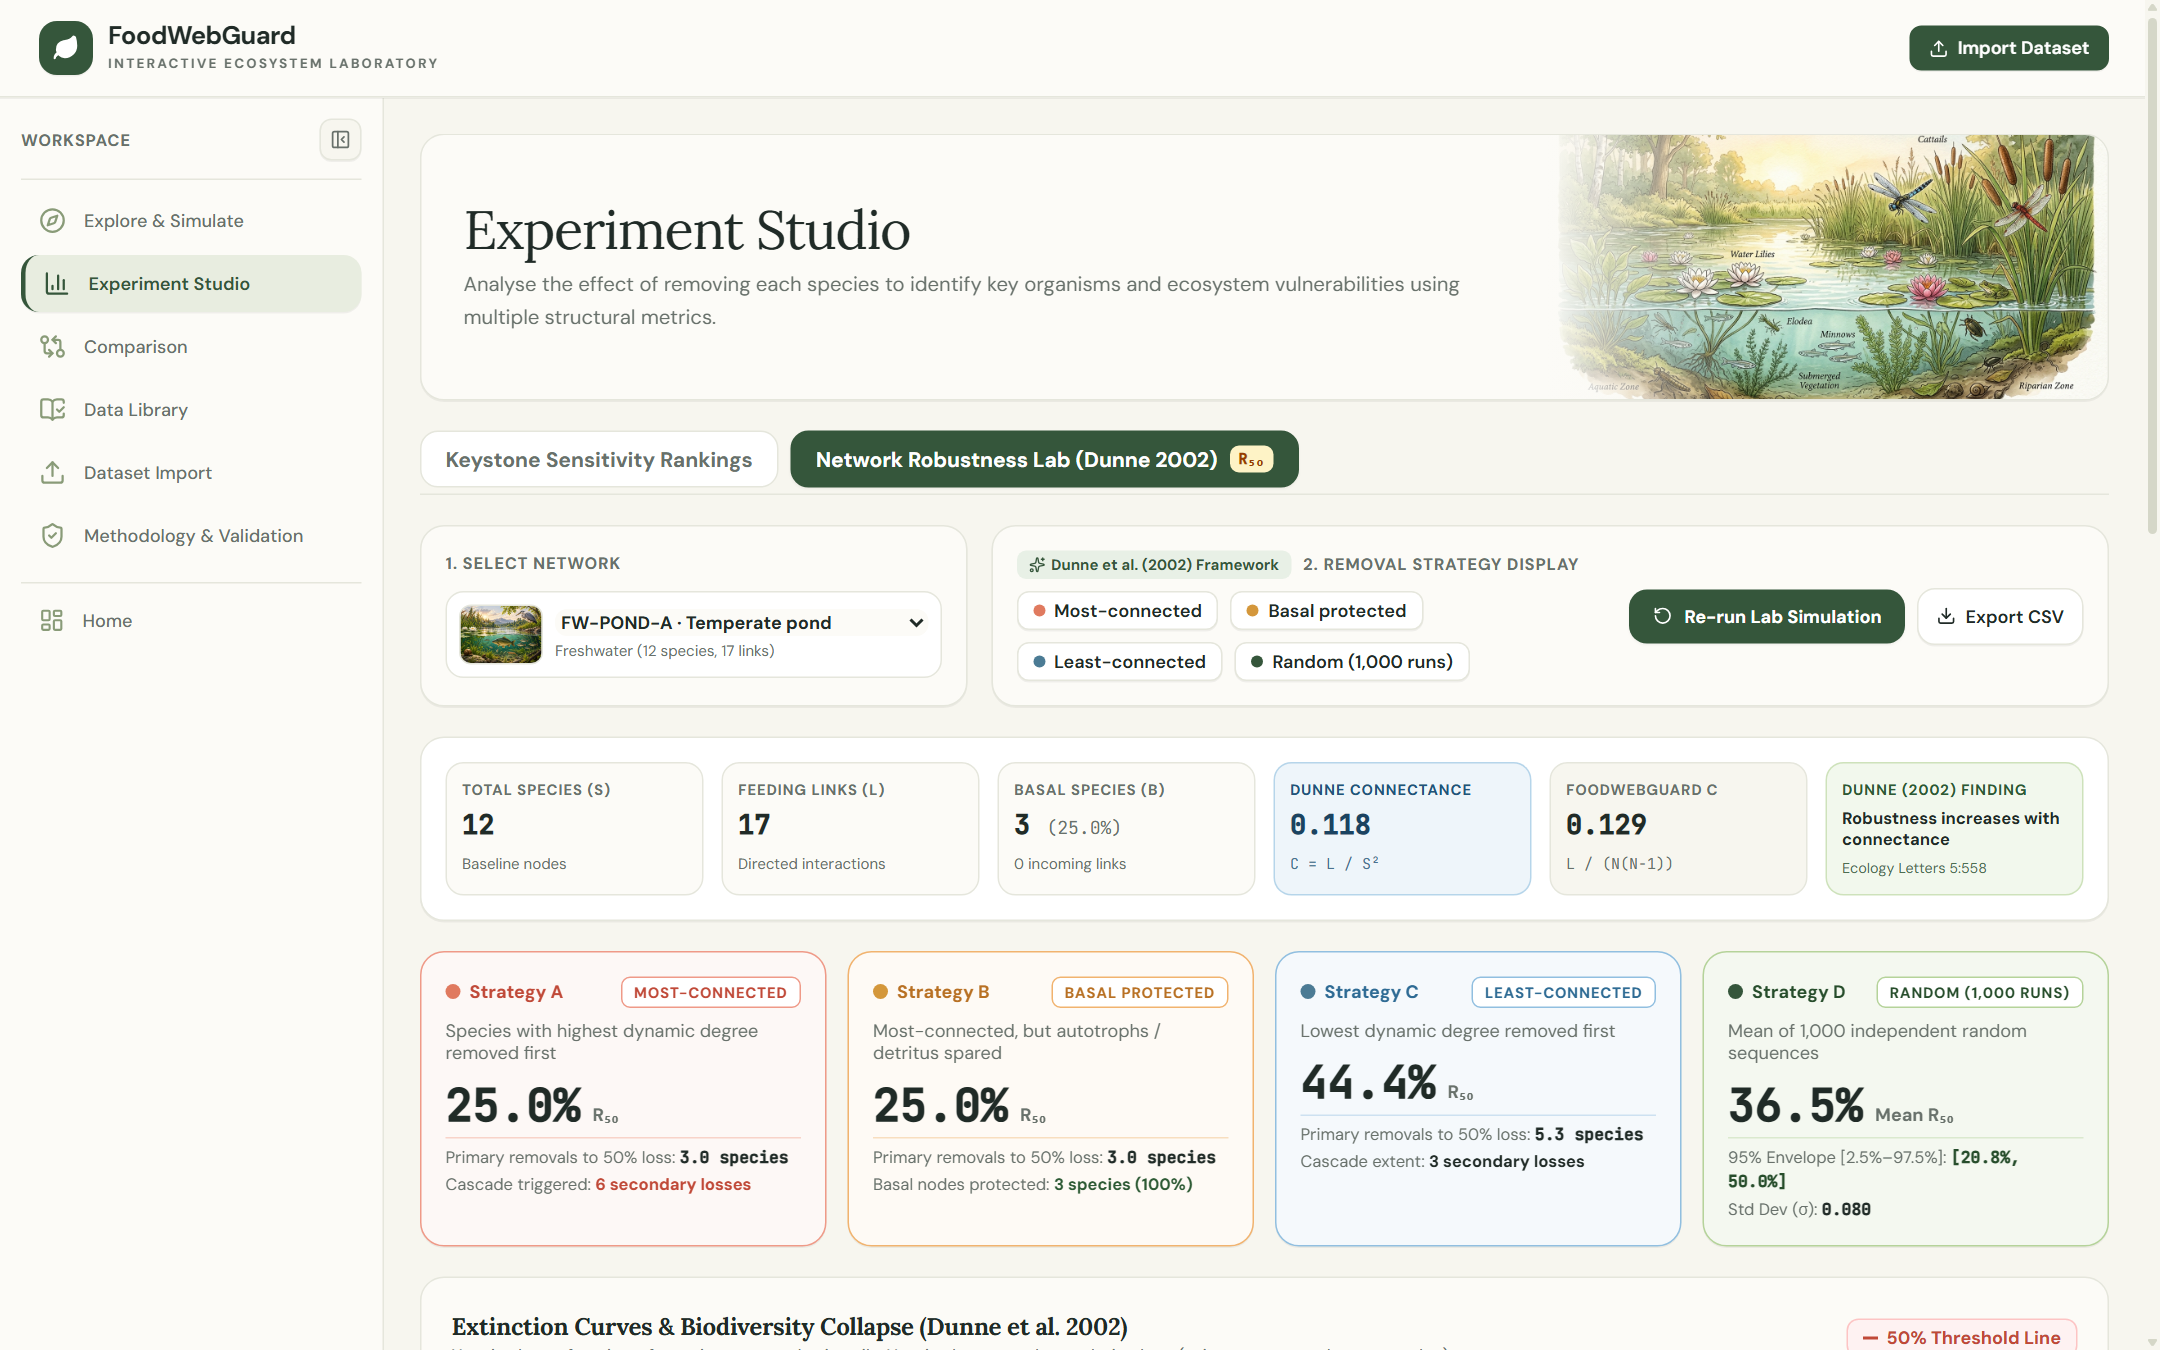 FoodWebGuard
INTERACTIVE ECOSYSTEM LABORATORY
Import Dataset
WORKSPACE
Explore & Simulate
Experiment Studio
Comparison
Data Library
Dataset Import
Methodology & Validation
Home
Experiment Studio
Analyse the effect of removing each species to identify key organisms and ecosystem vulnerabilities using
multiple structural metrics.
Cattails
Water Lilies
Elodea
Minnows
Submerged
Vegetation
Aquatic Zone
Riparian Zone
Keystone Sensitivity Rankings
Network Robustness Lab (Dunne 2002) R₅₀
1. SELECT NETWORK
FW-POND-A · Temperate pond
Freshwater (12 species, 17 links)
Dunne et al. (2002) Framework 2. REMOVAL STRATEGY DISPLAY
Most-connected Basal protected
Least-connected Random (1,000 runs)
Re-run Lab Simulation
Export CSV
TOTAL SPECIES (S)
12
Baseline nodes
FEEDING LINKS (L)
17
Directed interactions
BASAL SPECIES (B)
3 (25.0%)
0 incoming links
DUNNE CONNECTANCE
0.118
C = L / S²
FOODWEBGUARD C
0.129
L / (N(N-1))
DUNNE (2002) FINDING
Robustness increases with
connectance
Ecology Letters 5:558
Strategy A MOST-CONNECTED
Species with highest dynamic degree
removed first
25.0% R₅₀
Primary removals to 50% loss: 3.0 species
Cascade triggered: 6 secondary losses
Strategy B BASAL PROTECTED
Most-connected, but autotrophs /
detritus spared
25.0% R₅₀
Primary removals to 50% loss: 3.0 species
Basal nodes protected: 3 species (100%)
Strategy C LEAST-CONNECTED
Lowest dynamic degree removed first
44.4% R₅₀
Primary removals to 50% loss: 5.3 species
Cascade extent: 3 secondary losses
Strategy D RANDOM (1,000 RUNS)
Mean of 1,000 independent random
sequences
36.5% Mean R₅₀
95% Envelope [2.5%–97.5%]: [20.8%,
50.0%]
Std Dev (σ): 0.080
Extinction Curves & Biodiversity Collapse (Dunne et al. 2002)
50% Threshold Line